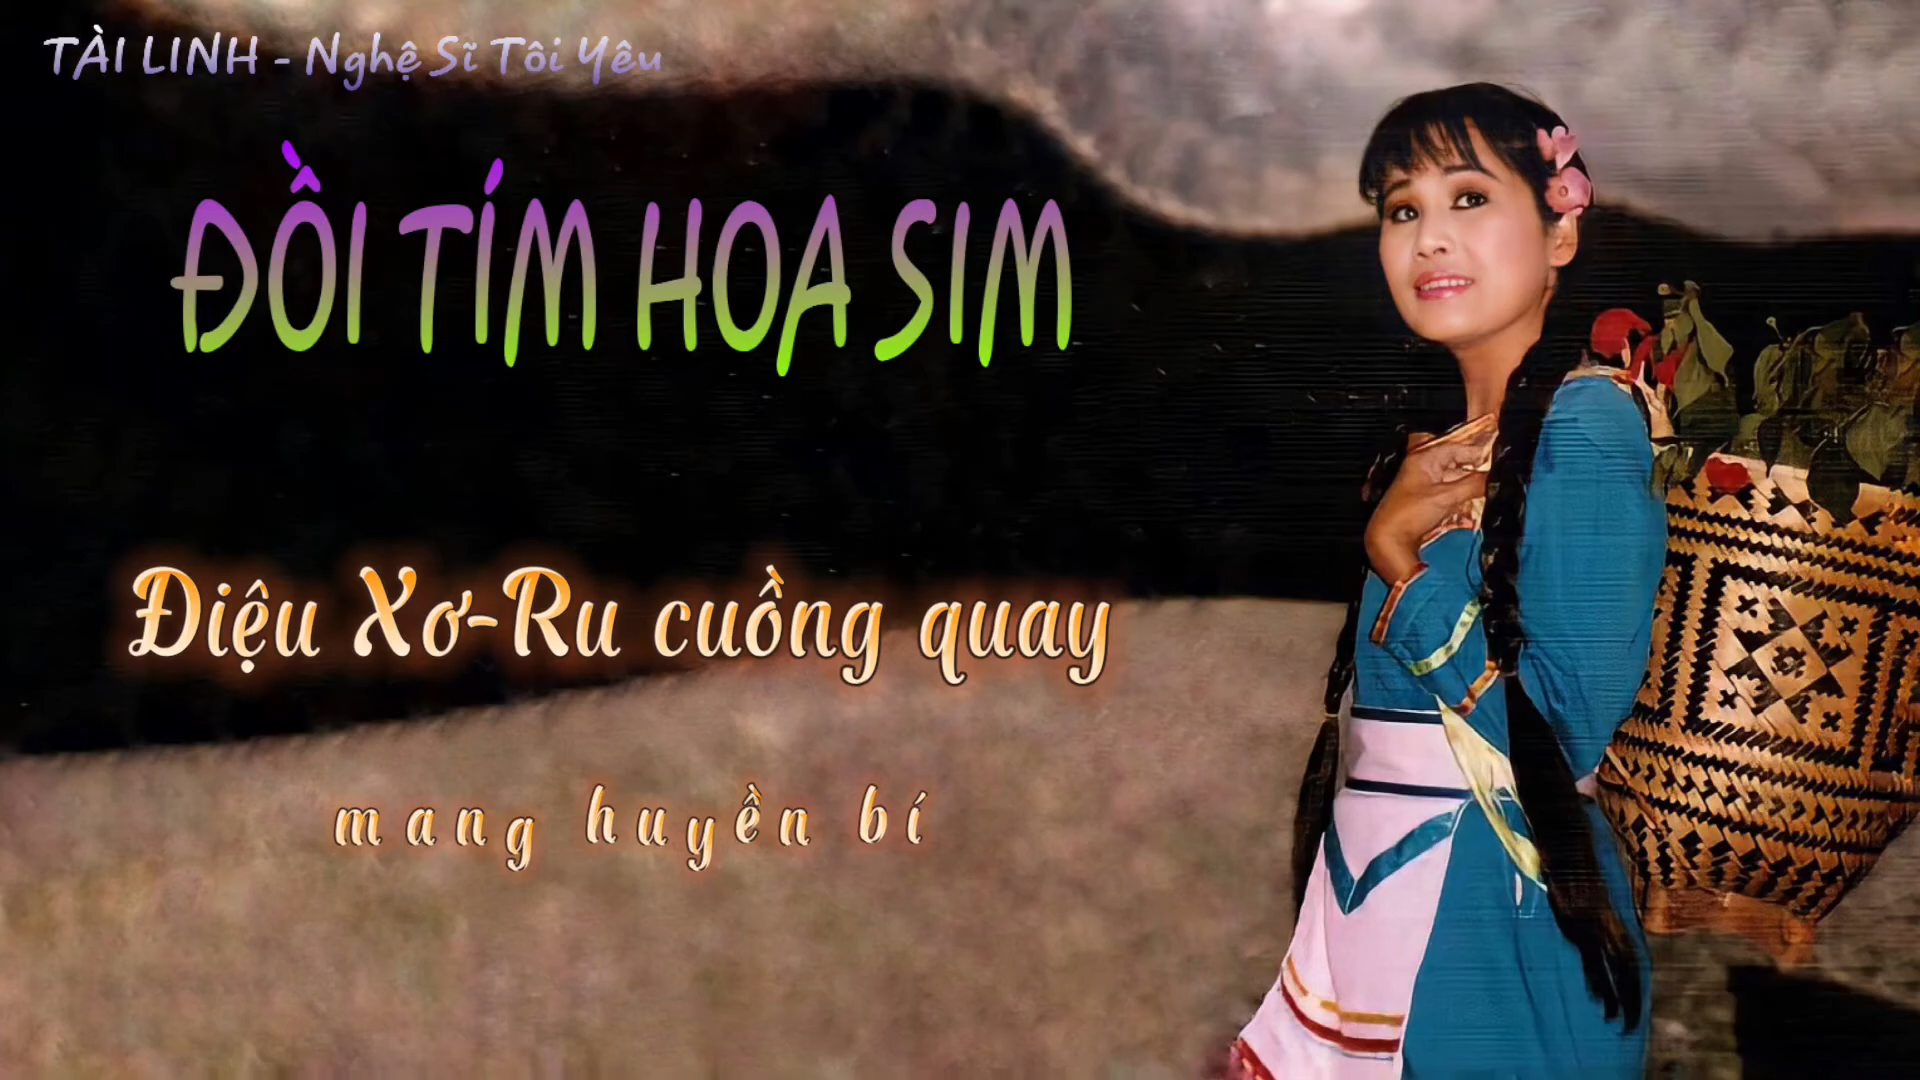 TÀI LINH - Nghệ Sĩ Tôi Yêu
ĐỒI TÍM HOA SIM
Điệu Xơ-Ru cuồng quay
mang huyền bí